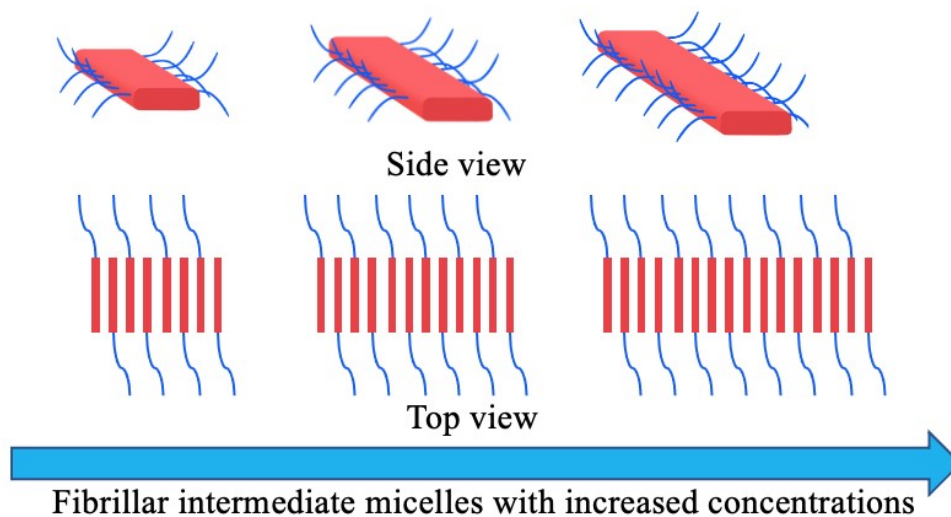 Side view
Top view
Fibrillar intermediate micelles with increased concentrations